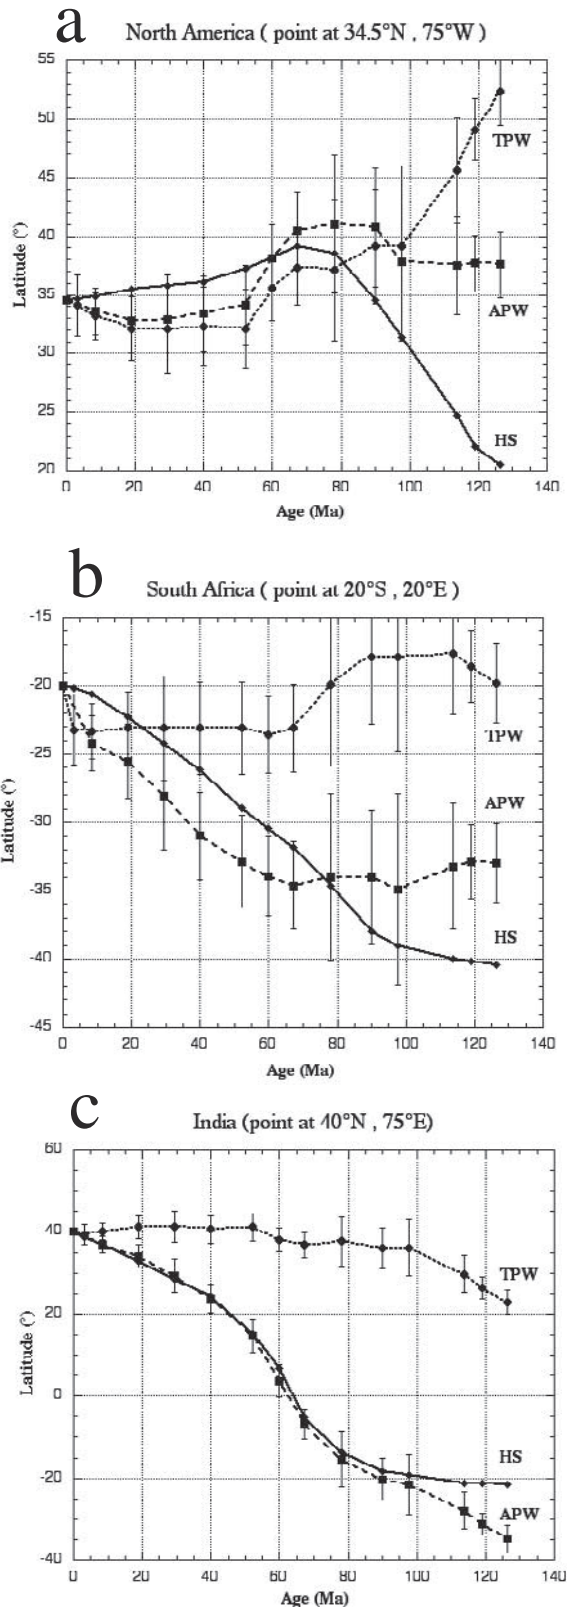 a
North America ( point at 34.5°N , 75°W )
55
50
45
40
35
30
25
20
Latitude (°)
TPW
APW
HS
0 20 40 60 80 100 120 140
Age (Ma)
b
South Africa ( point at 20°S , 20°E )
-15
-20
-25
-30
-35
-40
-45
Latitude (°)
TPW
APW
HS
0 20 40 60 80 100 120 140
Age (Ma)
c
India (point at 40°N , 75°E)
60
40
20
0
-20
-40
Latitude (°)
TPW
HS
APW
0 20 40 60 80 100 120 140
Age (Ma)